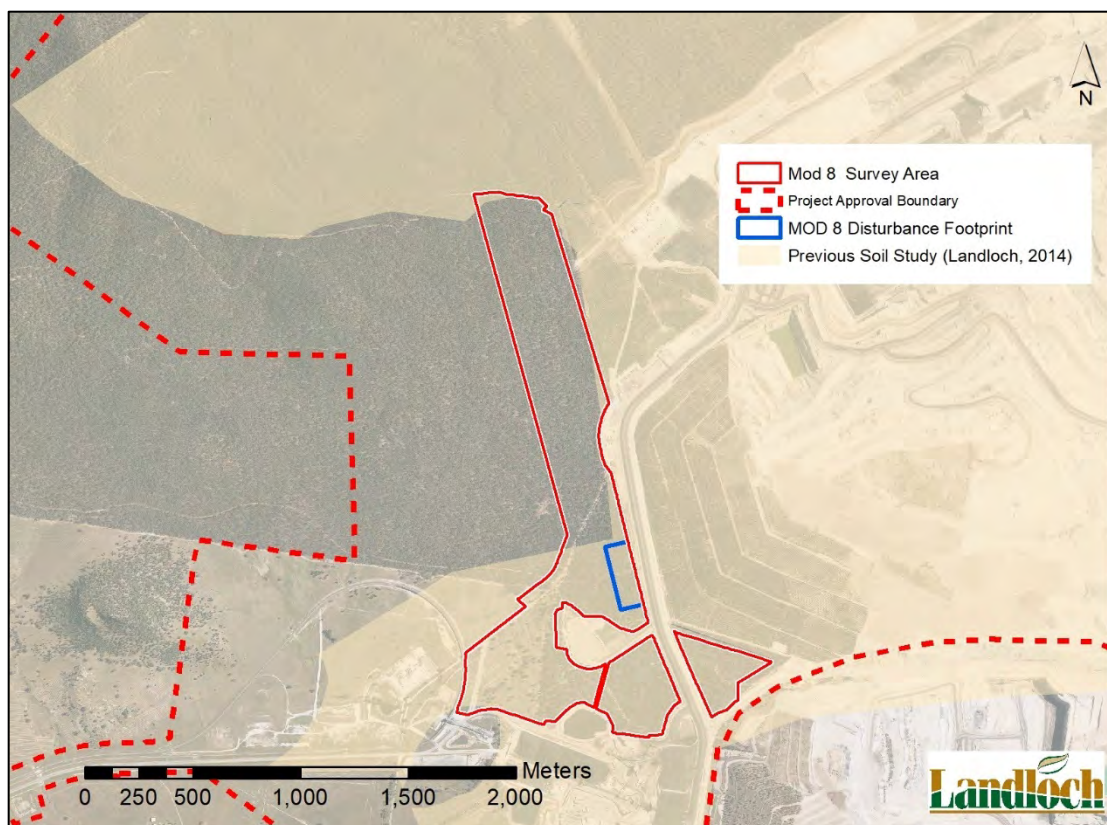 N
Mod 8 Survey Area
Project Approval Boundary
MOD 8 Disturbance Footprint
Previous Soil Study (Landloch, 2014)
Meters
0 250 500 1,000 1,500 2,000
Landloch